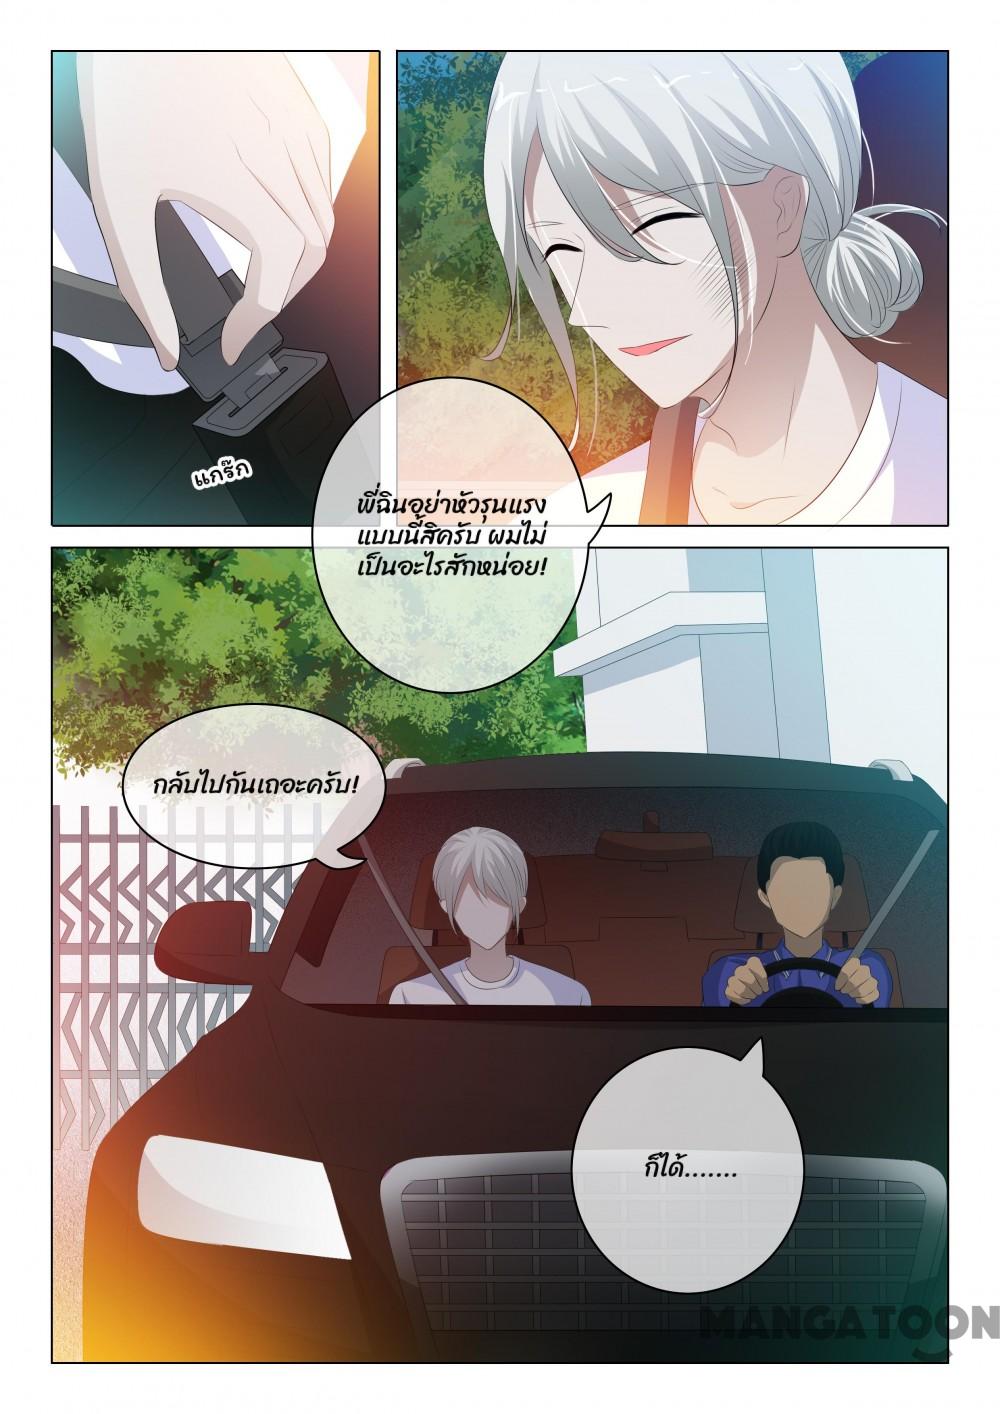 แกร๊ก
พี่ฉินอย่าหัวรุนแรง
แบบนี้สิครับ ผมไม่
เป็นอะไรสักหน่อย!
กลับไปกันเถอะครับ!
ก็ได้.......
MANGATOON